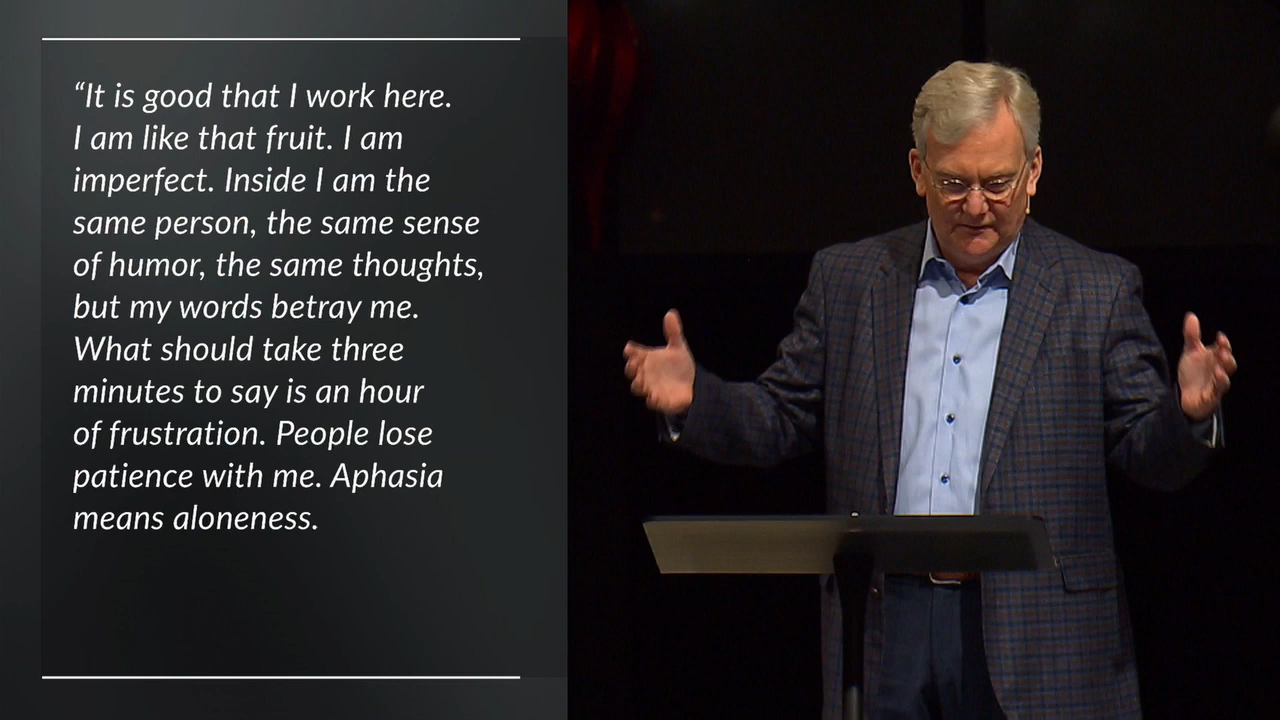 “It is good that I work here.
I am like that fruit. I am
imperfect. Inside I am the
same person, the same sense
of humor, the same thoughts,
but my words betray me.
What should take three
minutes to say is an hour
of frustration. People lose
patience with me. Aphasia
means aloneness.